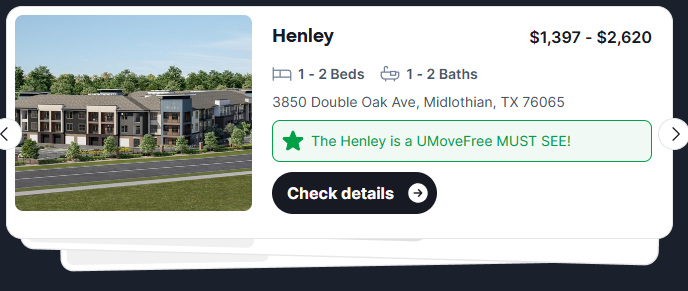 Henley
$1,397 - $2,620
1 - 2 Beds
1 - 2 Baths
3850 Double Oak Ave, Midlothian, TX 76065
The Henley is a UMoveFree MUST SEE!
Check details